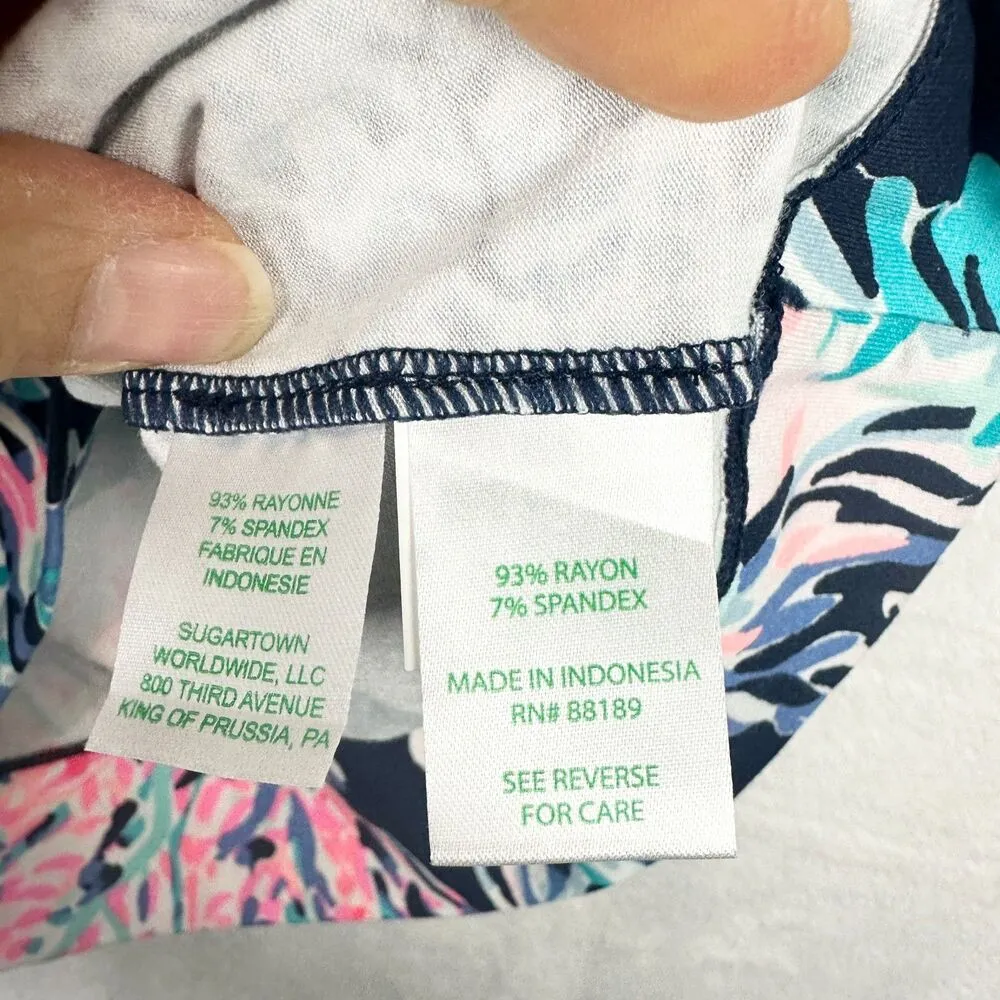 93% RAYONNE
7% SPANDEX
FABRIQUE EN
INDONESIE
SUGARTOWN
WORLDWIDE, LLC
800 THIRD AVENUE
KING OF PRUSSIA, PA
93% RAYON
7% SPANDEX
MADE IN INDONESIA
RN# 88189
SEE REVERSE
FOR CARE